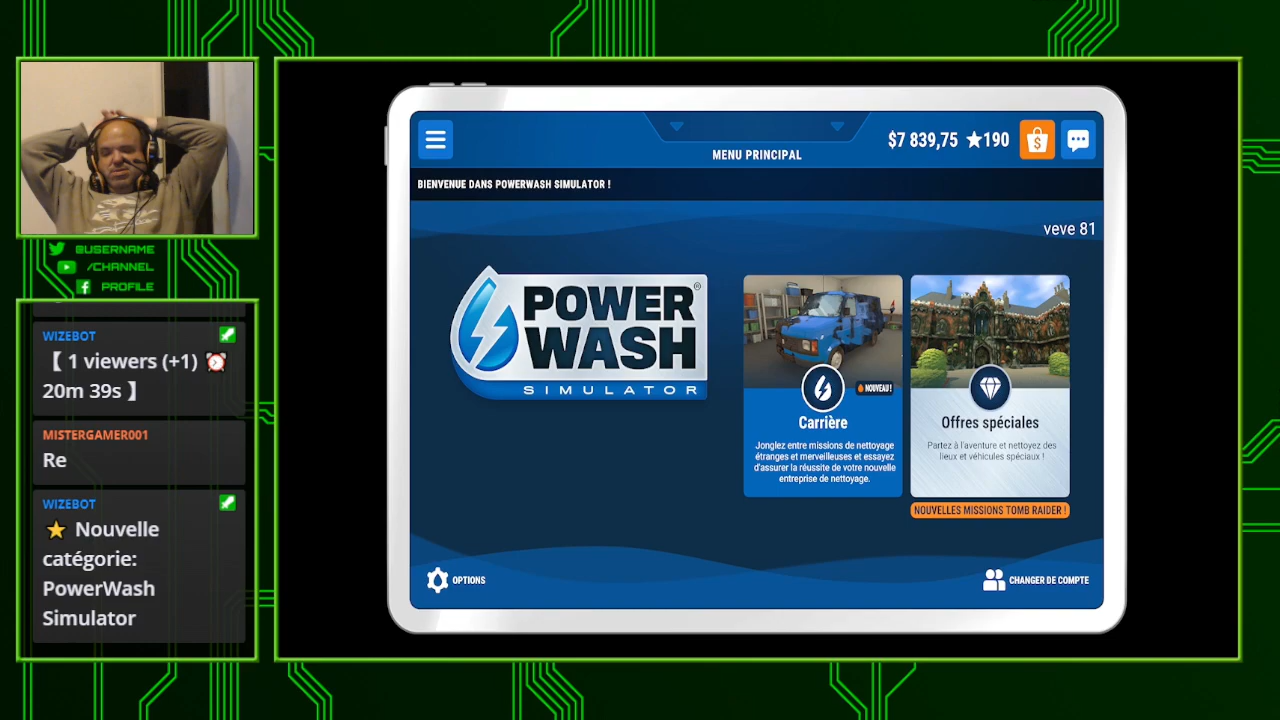 @USERNAME
/CHANNEL
PROFILE
WIZEBOT
【 1 viewers (+1) ⏰
20m 39s 】
MISTERGAMER001
Re
WIZEBOT
⭐ Nouvelle
catégorie:
PowerWash
Simulator
$7 839,75 ★190
MENU PRINCIPAL
BIENVENUE DANS POWERWASH SIMULATOR !
veve 81
POWER
WASH
SIMULATOR
®
NOUVEAU !
Carrière
Jonglez entre missions de nettoyage
étranges et merveilleuses et essayez
d'assurer la réussite de votre nouvelle
entreprise de nettoyage.
Offres spéciales
Partez à l'aventure et nettoyez des
lieux et véhicules spéciaux !
NOUVELLES MISSIONS TOMB RAIDER !
OPTIONS
CHANGER DE COMPTE